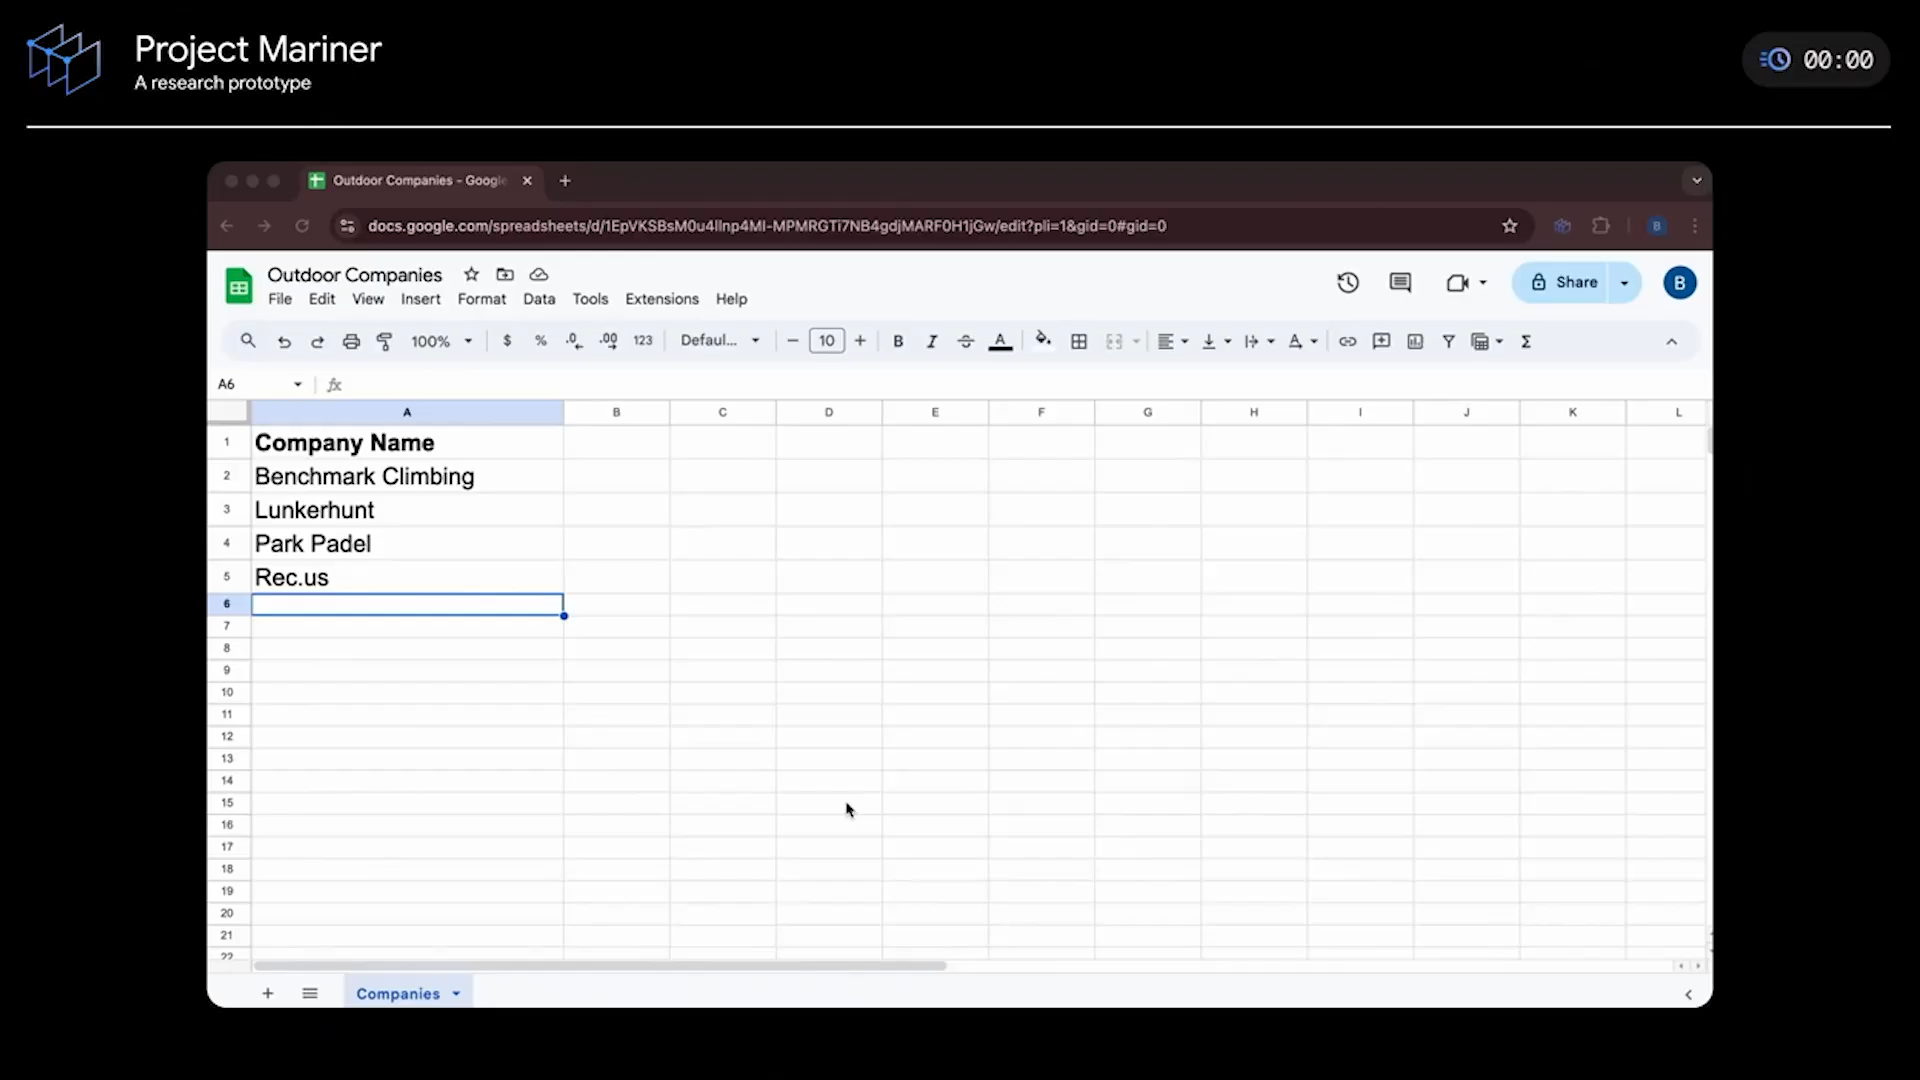 Project Mariner
A research prototype
00:00
Outdoor Companies - Google
docs.google.com/spreadsheets/d/1EpVKSBsM0u4lInp4MI-MPMRGTi7NB4gdjMARF0H1jGw/edit?pli=1&gid=0#gid=0
B
Outdoor Companies
File Edit View Insert Format Data Tools Extensions Help
Share
B
100% $ % .0 .00 123 Defaul... − 10 + B I S A Σ
A6 fx
A B C D E F G H I J K L
1 Company Name
2 Benchmark Climbing
3 Lunkerhunt
4 Park Padel
5 Rec.us
6
7
8
9
10
11
12
13
14
15
16
17
18
19
20
21
22
+ Companies